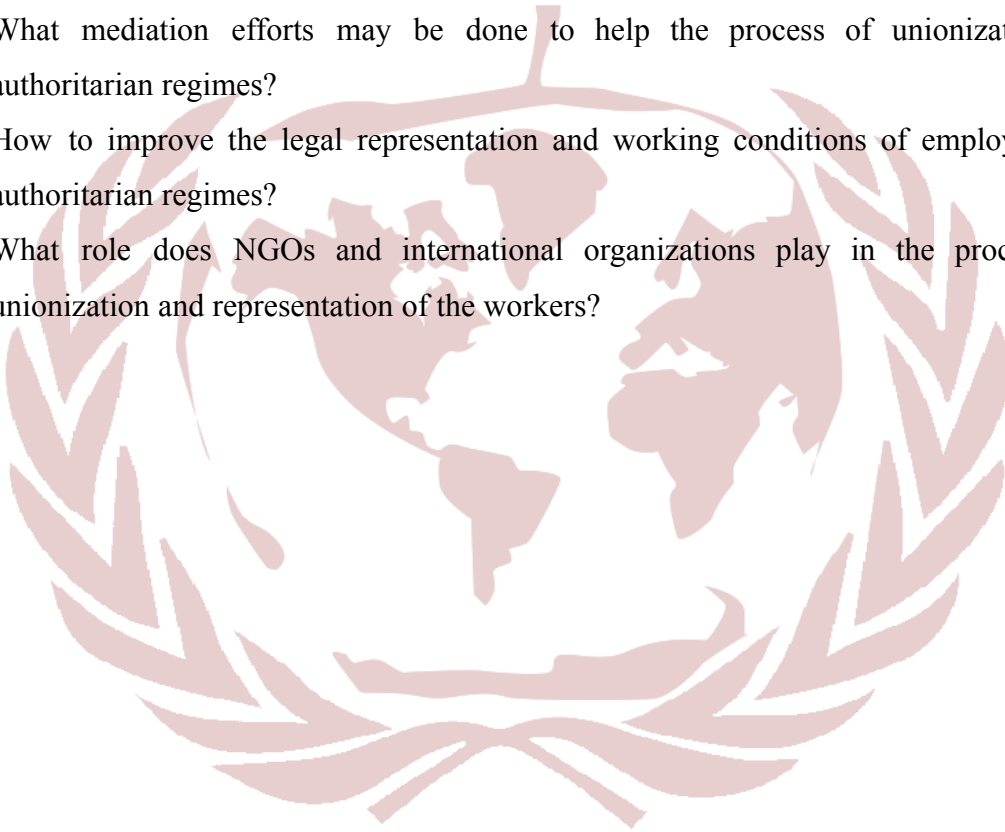 What mediation efforts may be done to help the process of unionizat
authoritarian regimes?
How to improve the legal representation and working conditions of employ
authoritarian regimes?
What role does NGOs and international organizations play in the proc
unionization and representation of the workers?